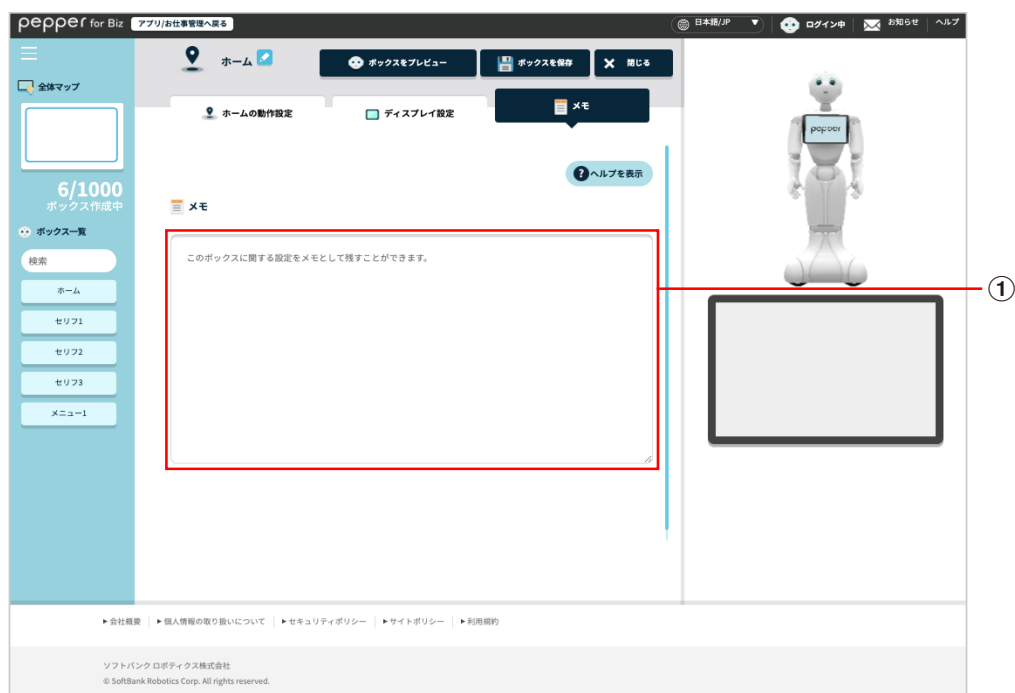 pepper for Biz アプリ/お仕事管理へ戻る 日本語/JP ▼ ログイン中 お知らせ ヘルプ
ホーム ボックスをプレビュー ボックスを保存 閉じる
全体マップ
ホームの動作設定 ディスプレイ設定 メモ
pepper
?ヘルプを表示
6/1000
ボックス作成中
メモ
ボックス一覧
検索
このボックスに関する設定をメモとして残すことができます。
ホーム
①
セリフ1
セリフ2
セリフ3
メニュー1
▶会社概要 ▶個人情報の取り扱いについて ▶セキュリティポリシー ▶サイトポリシー ▶利用規約
ソフトバンク ロボティクス株式会社
© SoftBank Robotics Corp. All rights reserved.